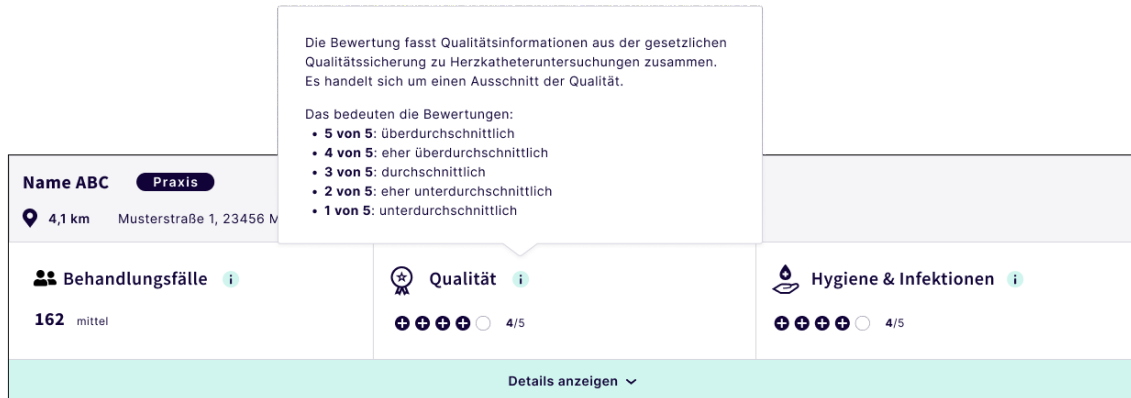 Die Bewertung fasst Qualitätsinformationen aus der gesetzlichen
Qualitätssicherung zu Herzkatheteruntersuchungen zusammen.
Es handelt sich um einen Ausschnitt der Qualität.
Das bedeuten die Bewertungen:
• 5 von 5: überdurchschnittlich
• 4 von 5: eher überdurchschnittlich
• 3 von 5: durchschnittlich
• 2 von 5: eher unterdurchschnittlich
• 1 von 5: unterdurchschnittlich
Name ABC Praxis
4,1 km Musterstraße 1, 23456 M
Behandlungsfälle i
162 mittel
Qualität i
4/5
Hygiene & Infektionen i
4/5
Details anzeigen